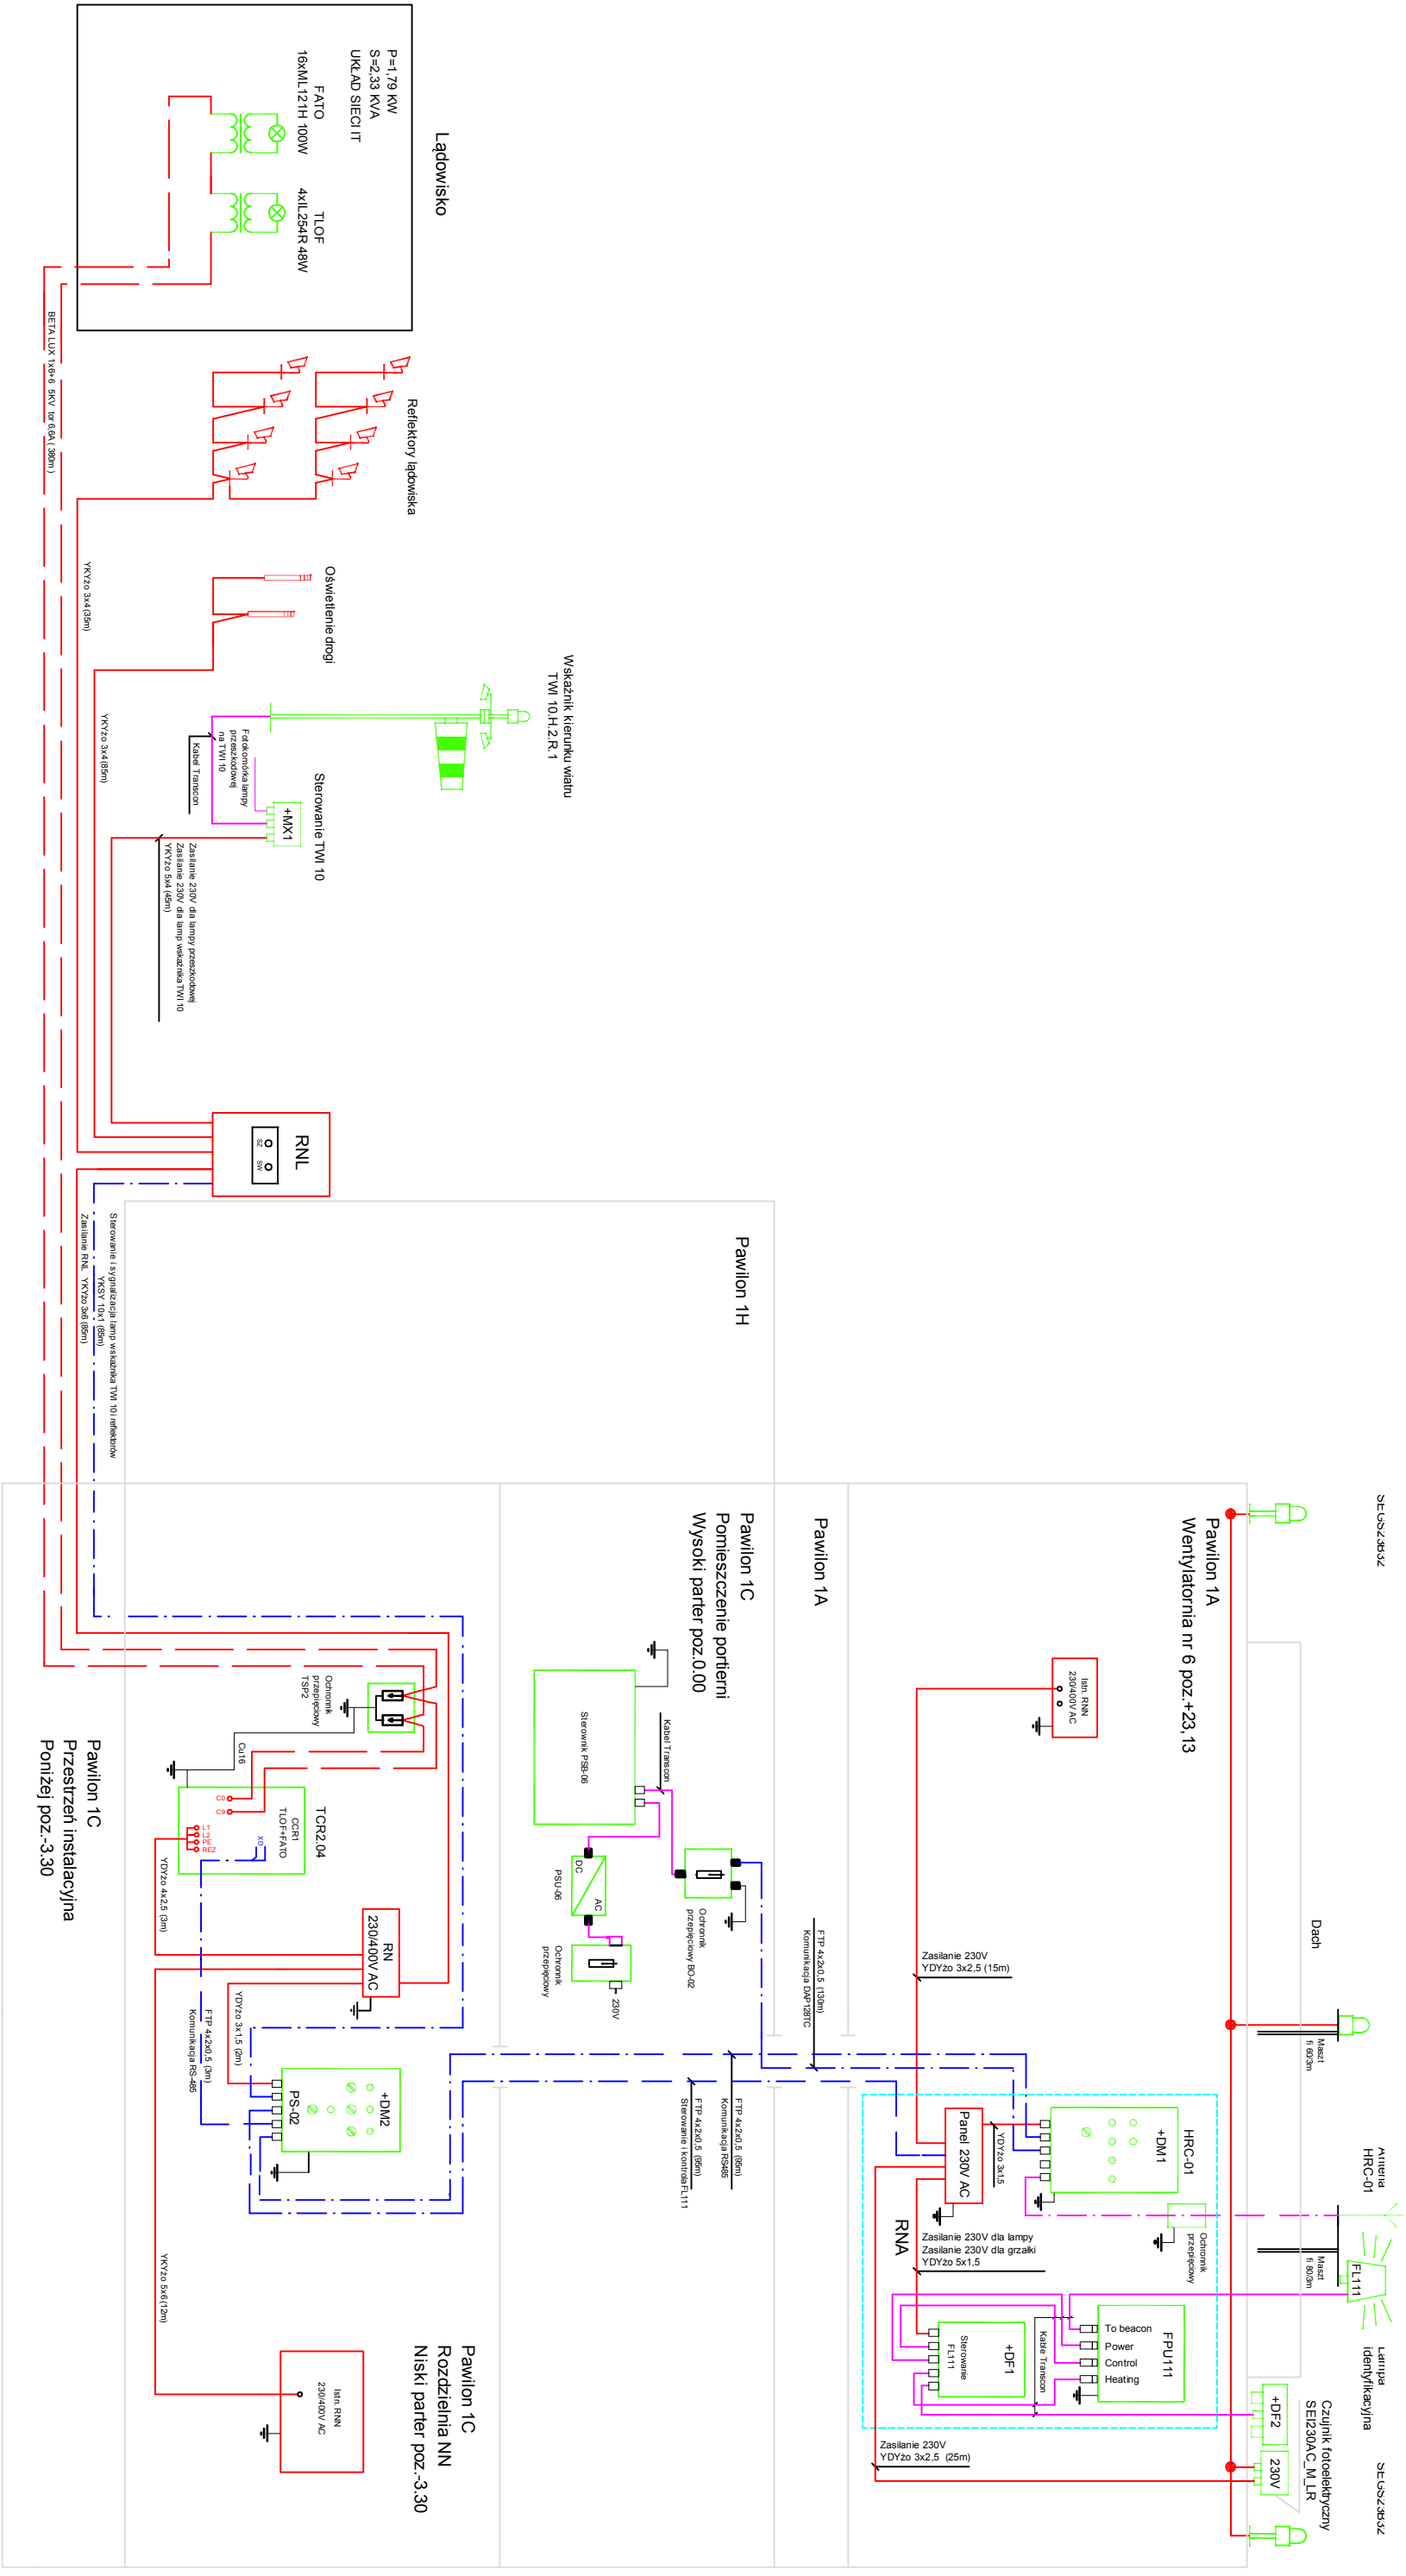 Lądowisko
P=1,79 KW
S=2,33 KVA
UKŁAD SIECI IT
FATO
16xML121H 100W
TLOF
4xIL254R 48W
BETA LUX 1x6+6 5KV tor 6,6A ( 380m )
Reflektory lądowiska
YKYżo 3x4 (35m)
Oświetlenie drogi
YKYżo 3x4 (85m)
Wskaźnik kierunku wiatru
TWI 10.H.2.R.1
Sterowanie TWI 10
+MX1
Fotokomórka lampy
przeszkodowej
na TWI 10
Kabel Transcon
Zasilanie 230V dla lampy przeszkodowej
Zasilanie 230V dla lamp wskaźnika TWI 10
YKYżo 5x4 (45m)
RNL
SZ
SW
Sterowanie i sygnalizacja lamp wskaźnika TWI 10 i reflektorów
YKSY 10x1 (85m)
Zasilanie RNL YKYżo 3x6 (85m)
Pawilon 1H
SEGS23B32
Pawilon 1A
Wentylatornia nr 6 poz.+23,13
Pawilon 1A
Pawilon 1C
Pomieszczenie portierni
Wysoki parter poz.0.00
Istn. RNN
230/400V AC
Dach
Sterownik PSB-06
Kabel Transcon
DC
AC
PSU-06
Ochronnik
przepięciowy BO-02
Ochronnik
przepięciowy
~ 230V
Ochronnik
przepięciowy
TSP2
Cu16
Pawilon 1C
Przestrzeń instalacyjna
Poniżej poz.-3.30
TCR2.04
CCR1
TLOF+FATO
C0
C9
XD
L1
L2
PE
REZ
YDYżo 4x2,5 (3m)
RN
230/400V AC
YDYżo 3x1,5 (2m)
FTP 4x2x0,5 (3m)
Komunikacja RS-485
+DM2
PS-02
Zasilanie 230V
YDYżo 3x2,5 (15m)
FTP 4x2x0,5 (130m)
Komunikacja DAP128TC
FTP 4x2x0,5 (95m)
Komunikacja RS485
FTP 4x2x0,5 (95m)
Sterowanie i kontrola FL111
Maszt
fi 60/3m
HRC-01
+DM1
Panel 230V AC
YDYżo 3x1,5
RNA
Antena
HRC-01
Ochronnik
przepięciowy
Maszt
fi 80/3m
FL111
Zasilanie 230V dla lampy
Zasilanie 230V dla grzałki
YDYżo 5x1,5
FPU111
To beacon
Power
Control
Heating
Kable Transcon
+DF1
Sterowanie
FL111
Lampa
identyfikacyjna
+DF2
Czujnik fotoelektryczny
SEI230AC_M_LR
230V
SEGS23B32
Zasilanie 230V
YDYżo 3x2,5 (25m)
YKYżo 5x6 (12m)
Pawilon 1C
Rozdzielnia NN
Niski parter poz.-3.30
Istn. RNN
230/400V AC